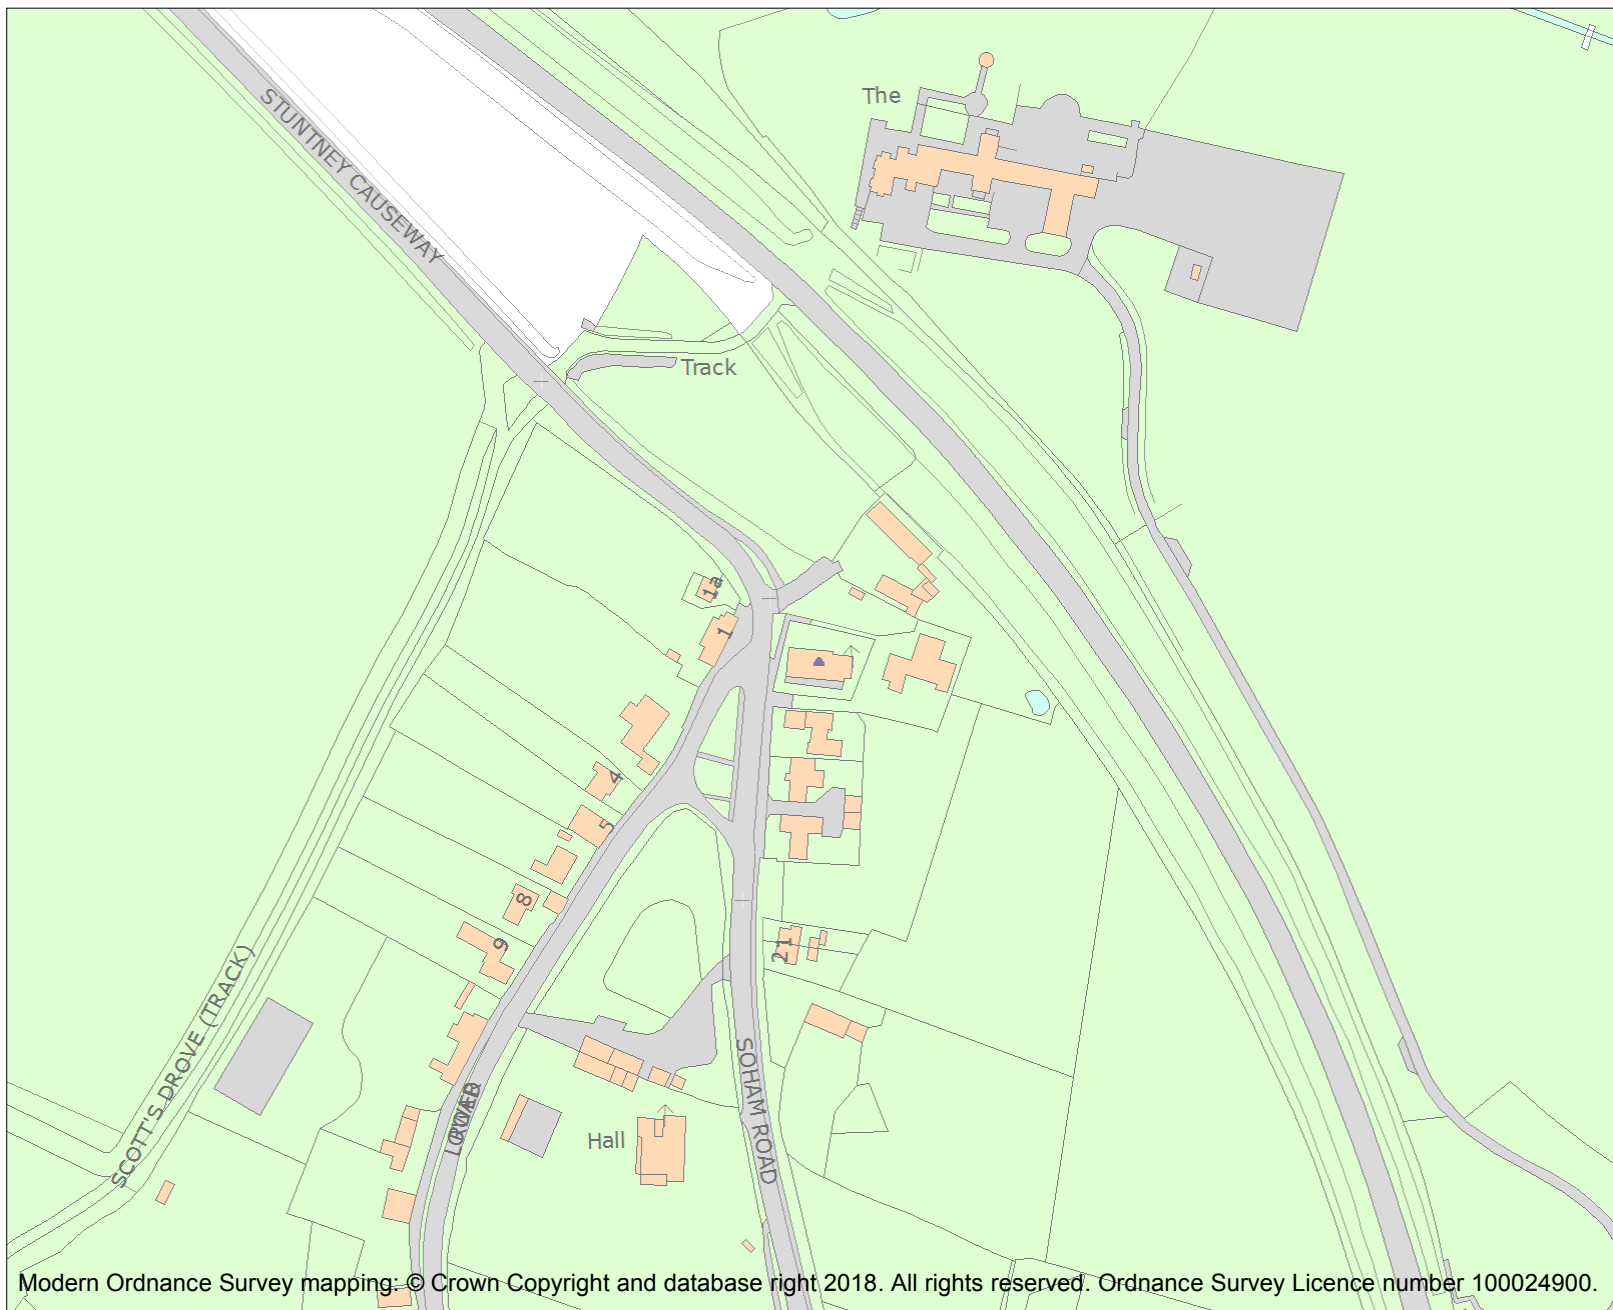 The
STUNTNEY CAUSEWAY
Track
1a
1
4
5
8
9
21
SCOTT'S DROVE (TRACK)
SOHAM ROAD
Hall
Modern Ordnance Survey mapping: © Crown Copyright and database right 2018. All rights reserved. Ordnance Survey Licence number 100024900.